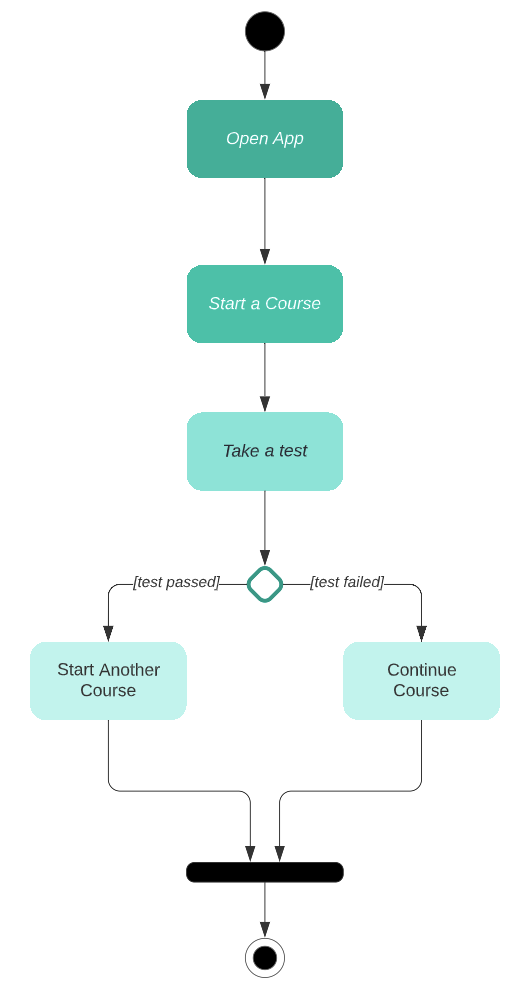 Open App
Start a Course
Take a test
[test passed]
[test failed]
Start Another
Course
Continue
Course